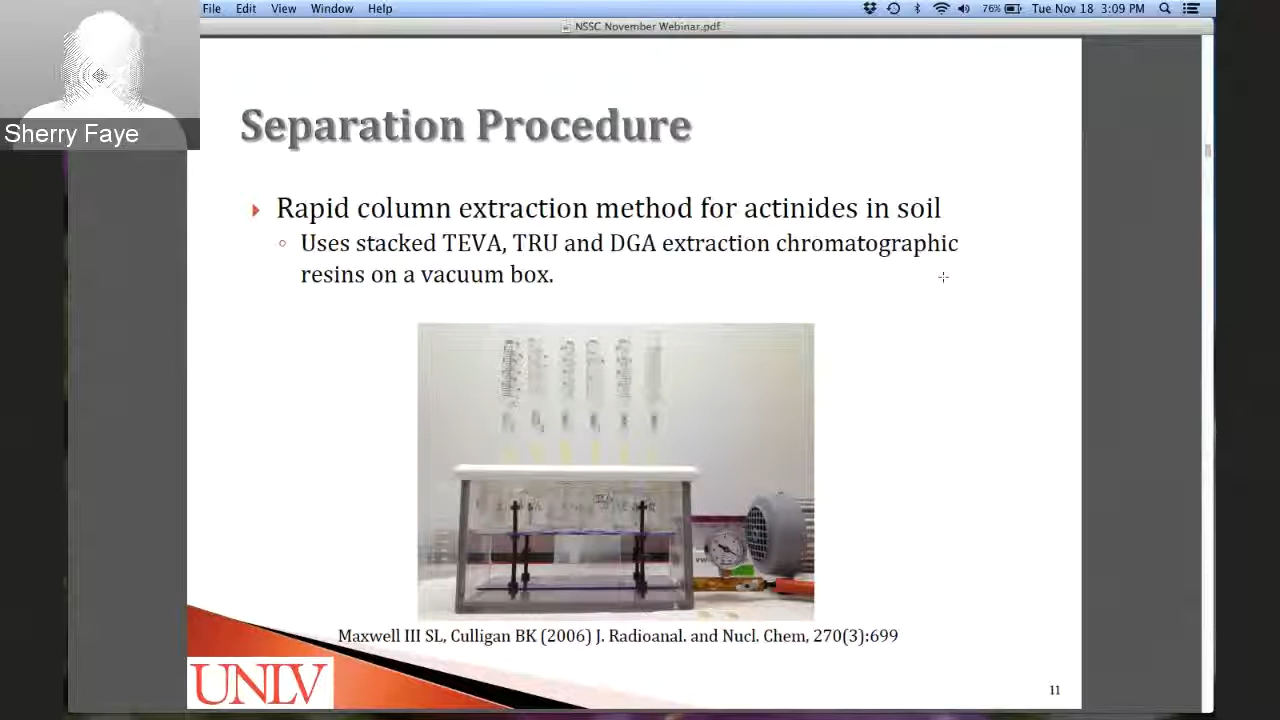 File Edit View Window Help
76% Tue Nov 18 3:09 PM
NSSC November Webinar.pdf
Sherry Faye
Separation Procedure
Rapid column extraction method for actinides in soil
Uses stacked TEVA, TRU and DGA extraction chromatographic
resins on a vacuum box.
Maxwell III SL, Culligan BK (2006) J. Radioanal. and Nucl. Chem, 270(3):699
UNLV
11